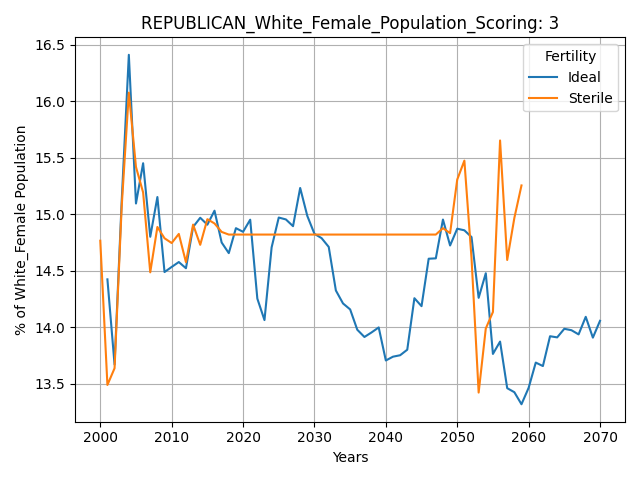 REPUBLICAN_White_Female_Population_Scoring: 3
Fertility
Ideal
Sterile
% of White_Female Population
16.5
16.0
15.5
15.0
14.5
14.0
13.5
2000 2010 2020 2030 2040 2050 2060 2070
Years